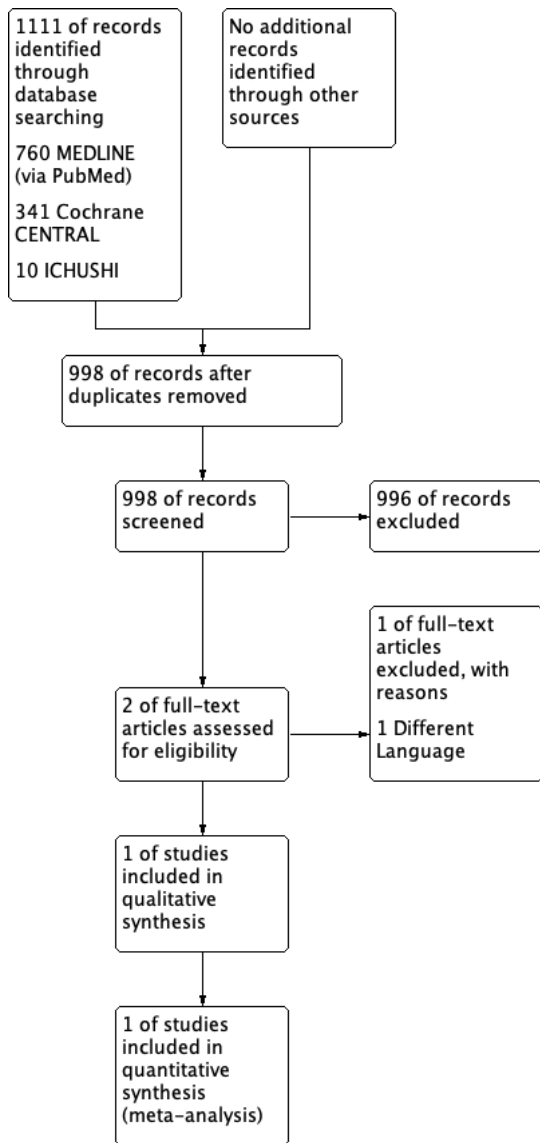 1111 of records
identified
through
database
searching
760 MEDLINE
(via PubMed)
341 Cochrane
CENTRAL
10 ICHUSHI
No additional
records
identified
through other
sources
998 of records after
duplicates removed
998 of records
screened
996 of records
excluded
2 of full-text
articles assessed
for eligibility
1 of full-text
articles
excluded, with
reasons
1 Different
Language
1 of studies
included in
qualitative
synthesis
1 of studies
included in
quantitative
synthesis
(meta-analysis)